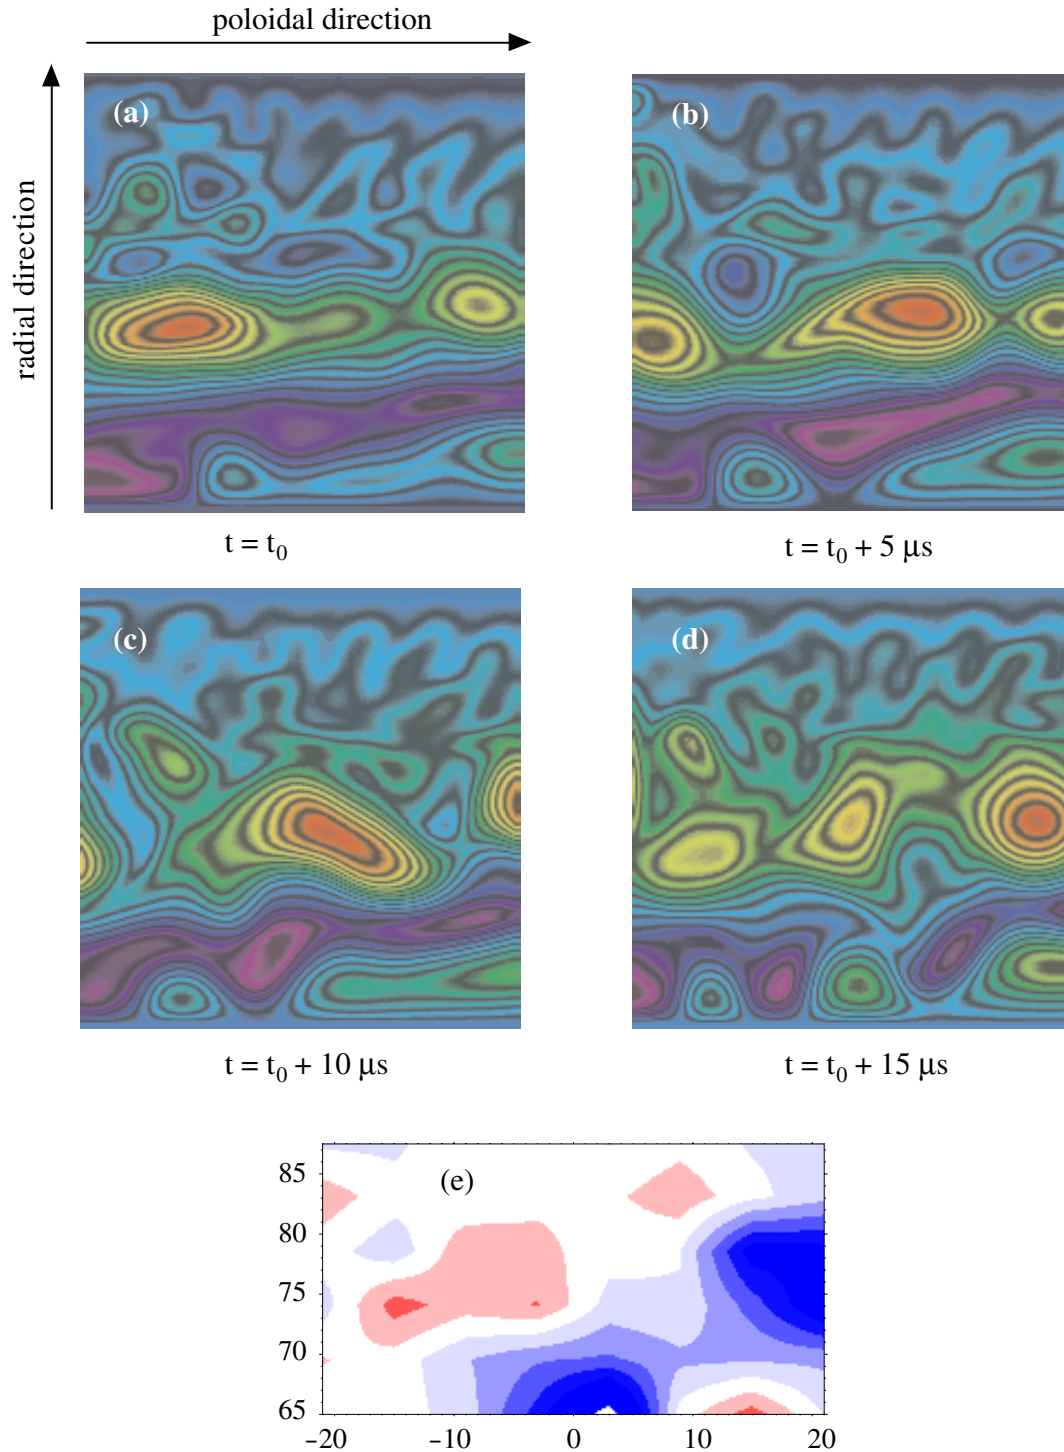 poloidal direction
radial direction
(a)
(b)
t = t₀
t = t₀ + 5 μs
(c)
(d)
t = t₀ + 10 μs
t = t₀ + 15 μs
(e)
85
80
75
70
65
−20 −10 0 10 20